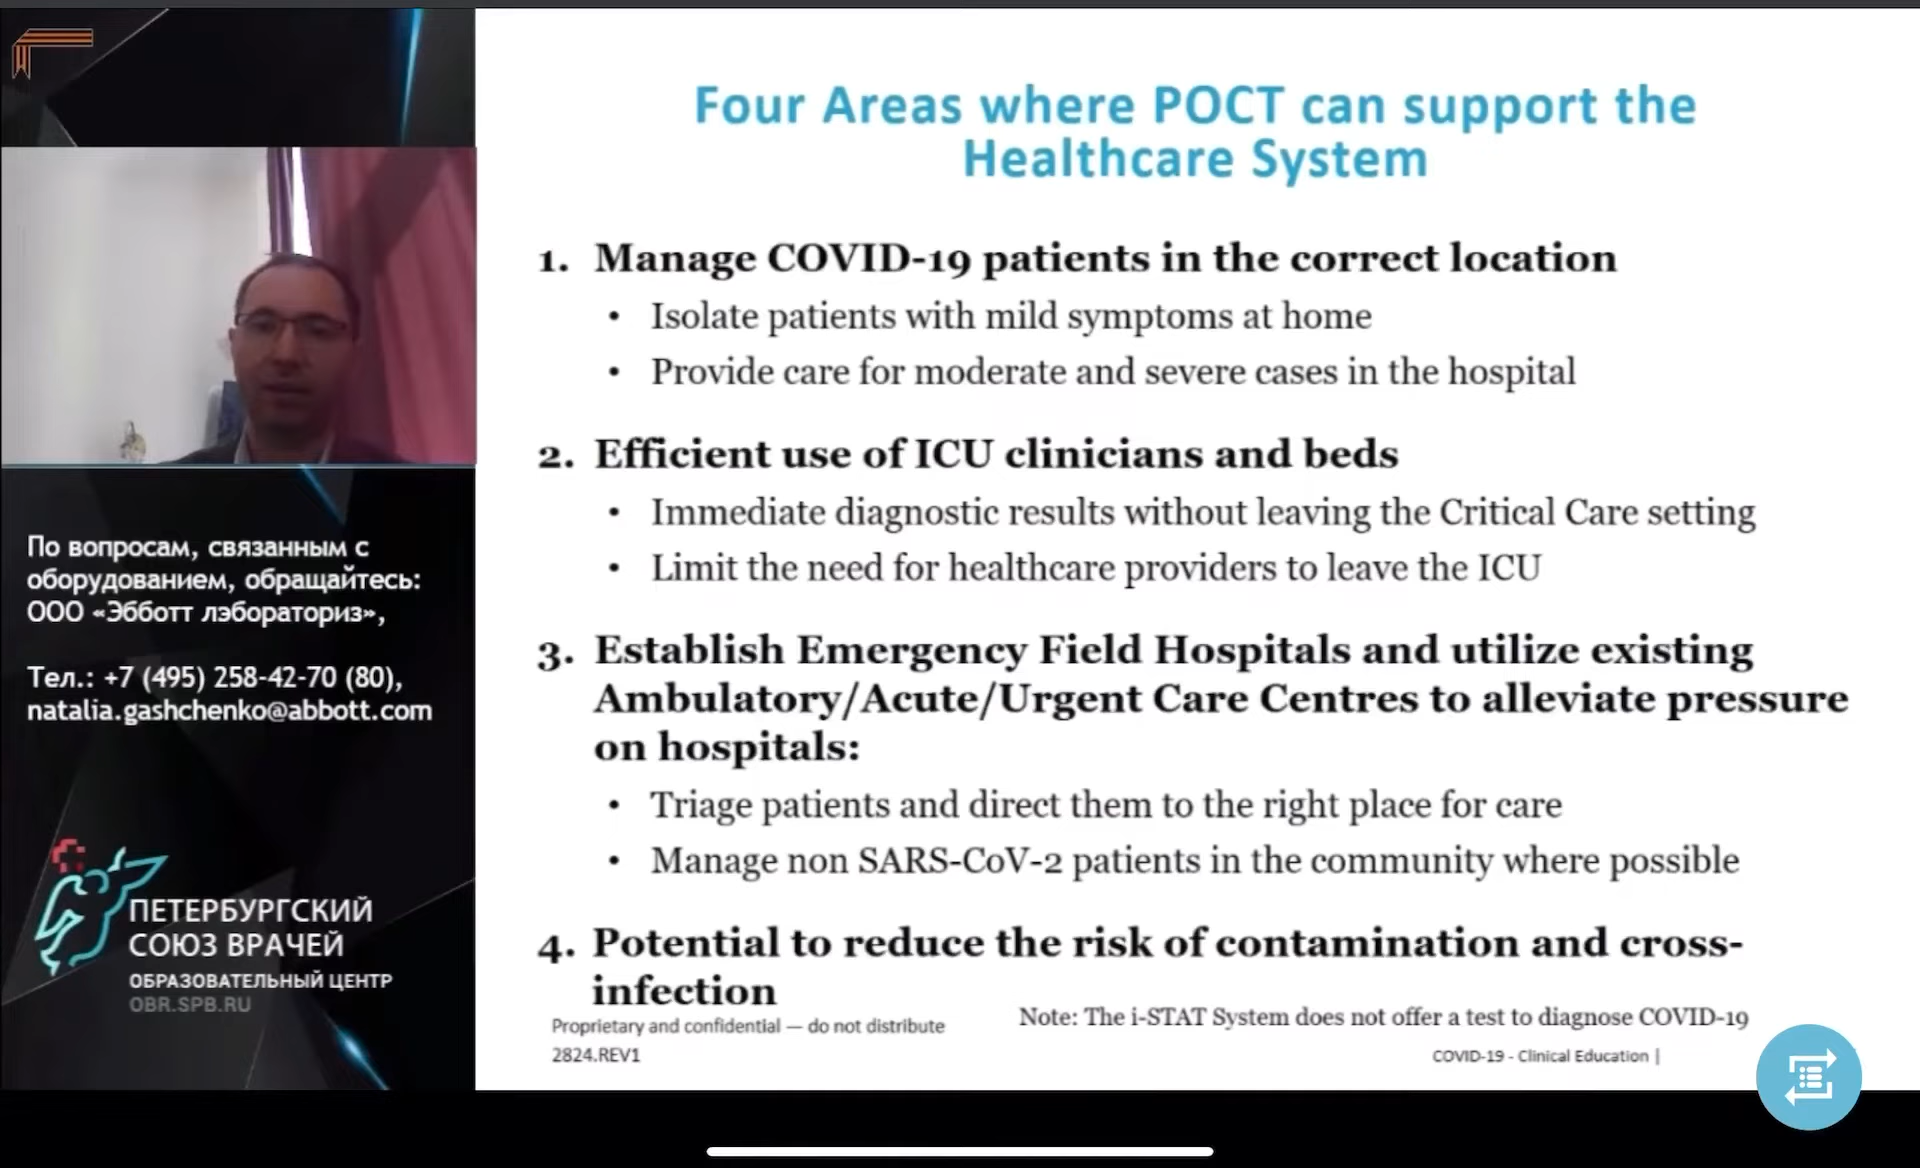 По вопросам, связанным с
оборудованием, обращайтесь:
ООО «Эбботт лэбораториз»,
Тел.: +7 (495) 258-42-70 (80),
natalia.gashchenko@abbott.com
ПЕТЕРБУРГСКИЙ
СОЮЗ ВРАЧЕЙ
ОБРАЗОВАТЕЛЬНЫЙ ЦЕНТР
OBR.SPB.RU
Four Areas where POCT can support the
Healthcare System
1. Manage COVID-19 patients in the correct location
• Isolate patients with mild symptoms at home
• Provide care for moderate and severe cases in the hospital
2. Efficient use of ICU clinicians and beds
• Immediate diagnostic results without leaving the Critical Care setting
• Limit the need for healthcare providers to leave the ICU
3. Establish Emergency Field Hospitals and utilize existing
Ambulatory/Acute/Urgent Care Centres to alleviate pressure
on hospitals:
• Triage patients and direct them to the right place for care
• Manage non SARS-CoV-2 patients in the community where possible
4. Potential to reduce the risk of contamination and cross-
infection
Proprietary and confidential — do not distribute
2824.REV1
Note: The i-STAT System does not offer a test to diagnose COVID-19
COVID-19 - Clinical Education |